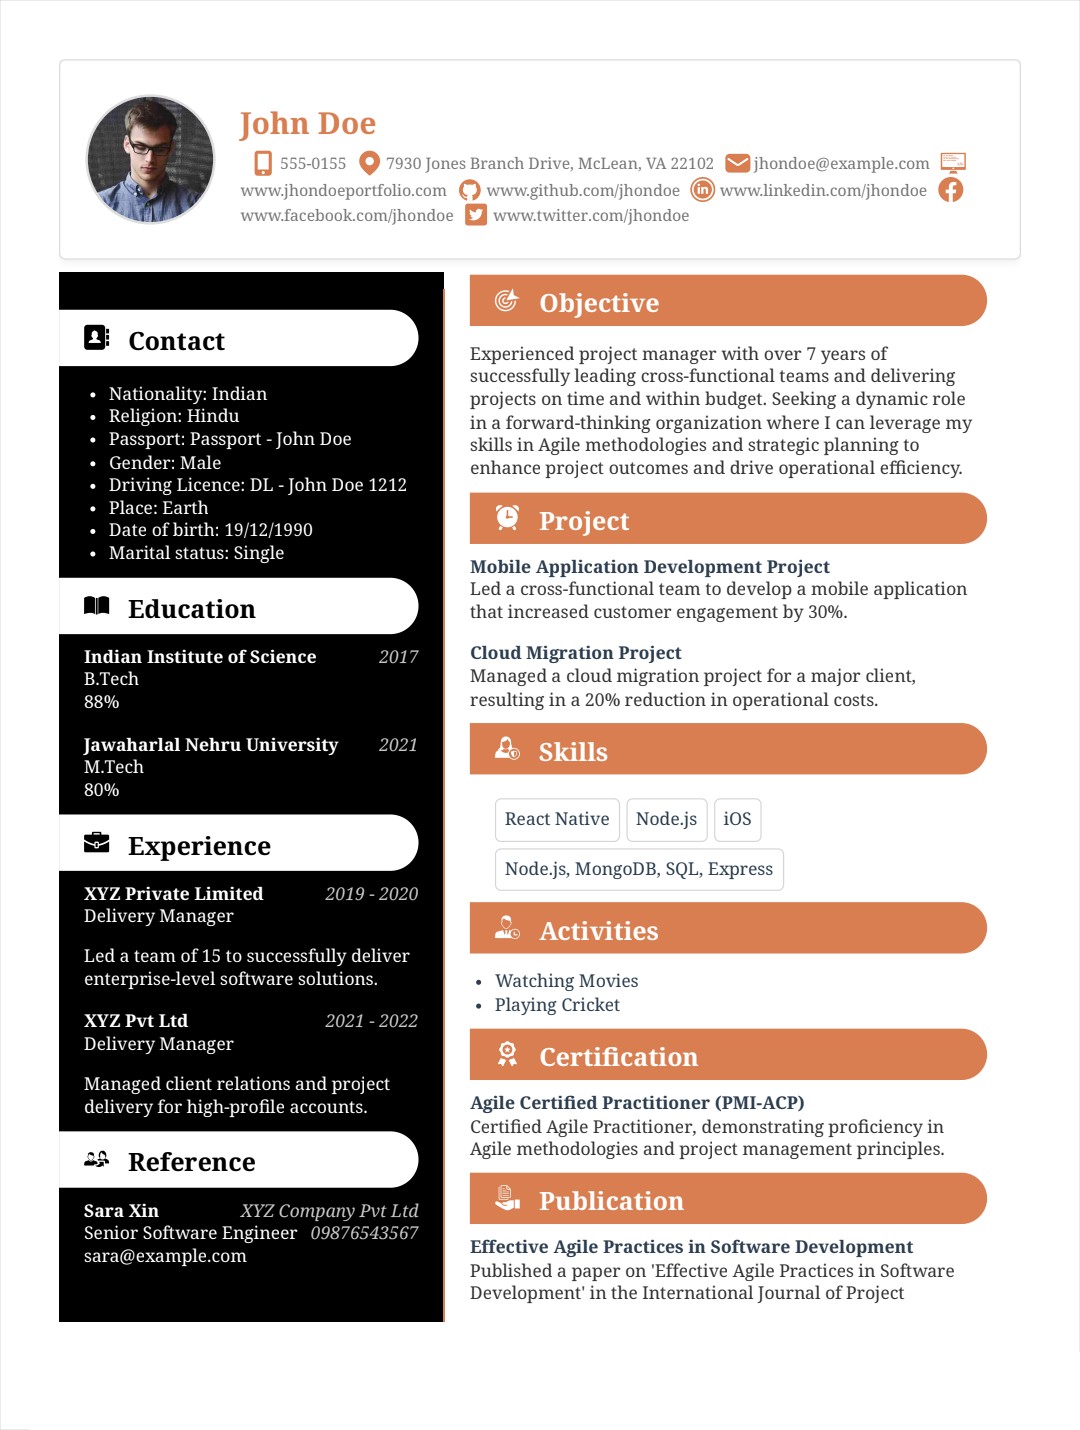 John Doe
555-0155 7930 Jones Branch Drive, McLean, VA 22102 jhondoe@example.com
www.jhondoeportfolio.com www.github.com/jhondoe www.linkedin.com/jhondoe
www.facebook.com/jhondoe www.twitter.com/jhondoe
Contact
• Nationality: Indian
• Religion: Hindu
• Passport: Passport - John Doe
• Gender: Male
• Driving Licence: DL - John Doe 1212
• Place: Earth
• Date of birth: 19/12/1990
• Marital status: Single
Education
Indian Institute of Science 2017
B.Tech
88%
Jawaharlal Nehru University 2021
M.Tech
80%
Experience
XYZ Private Limited 2019 - 2020
Delivery Manager
Led a team of 15 to successfully deliver
enterprise-level software solutions.
XYZ Pvt Ltd 2021 - 2022
Delivery Manager
Managed client relations and project
delivery for high-profile accounts.
Reference
Sara Xin XYZ Company Pvt Ltd
Senior Software Engineer 09876543567
sara@example.com
Objective
Experienced project manager with over 7 years of
successfully leading cross-functional teams and delivering
projects on time and within budget. Seeking a dynamic role
in a forward-thinking organization where I can leverage my
skills in Agile methodologies and strategic planning to
enhance project outcomes and drive operational efficiency.
Project
Mobile Application Development Project
Led a cross-functional team to develop a mobile application
that increased customer engagement by 30%.
Cloud Migration Project
Managed a cloud migration project for a major client,
resulting in a 20% reduction in operational costs.
Skills
React Native Node.js iOS
Node.js, MongoDB, SQL, Express
Activities
• Watching Movies
• Playing Cricket
Certification
Agile Certified Practitioner (PMI-ACP)
Certified Agile Practitioner, demonstrating proficiency in
Agile methodologies and project management principles.
Publication
Effective Agile Practices in Software Development
Published a paper on 'Effective Agile Practices in Software
Development' in the International Journal of Project